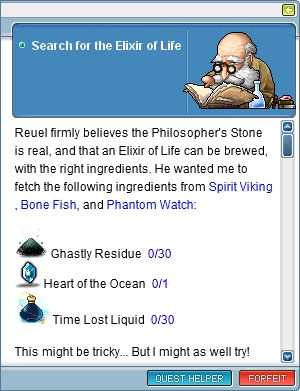 Search for the Elixir of Life
Reuel firmly believes the Philosopher's Stone
is real, and that an Elixir of Life can be brewed,
with the right ingredients. He wanted me to
fetch the following ingredients from Spirit Viking
, Bone Fish, and Phantom Watch:
Ghastly Residue 0/30
Heart of the Ocean 0/1
Time Lost Liquid 0/30
This might be tricky... But I might as well try!
QUEST HELPER FORFEIT